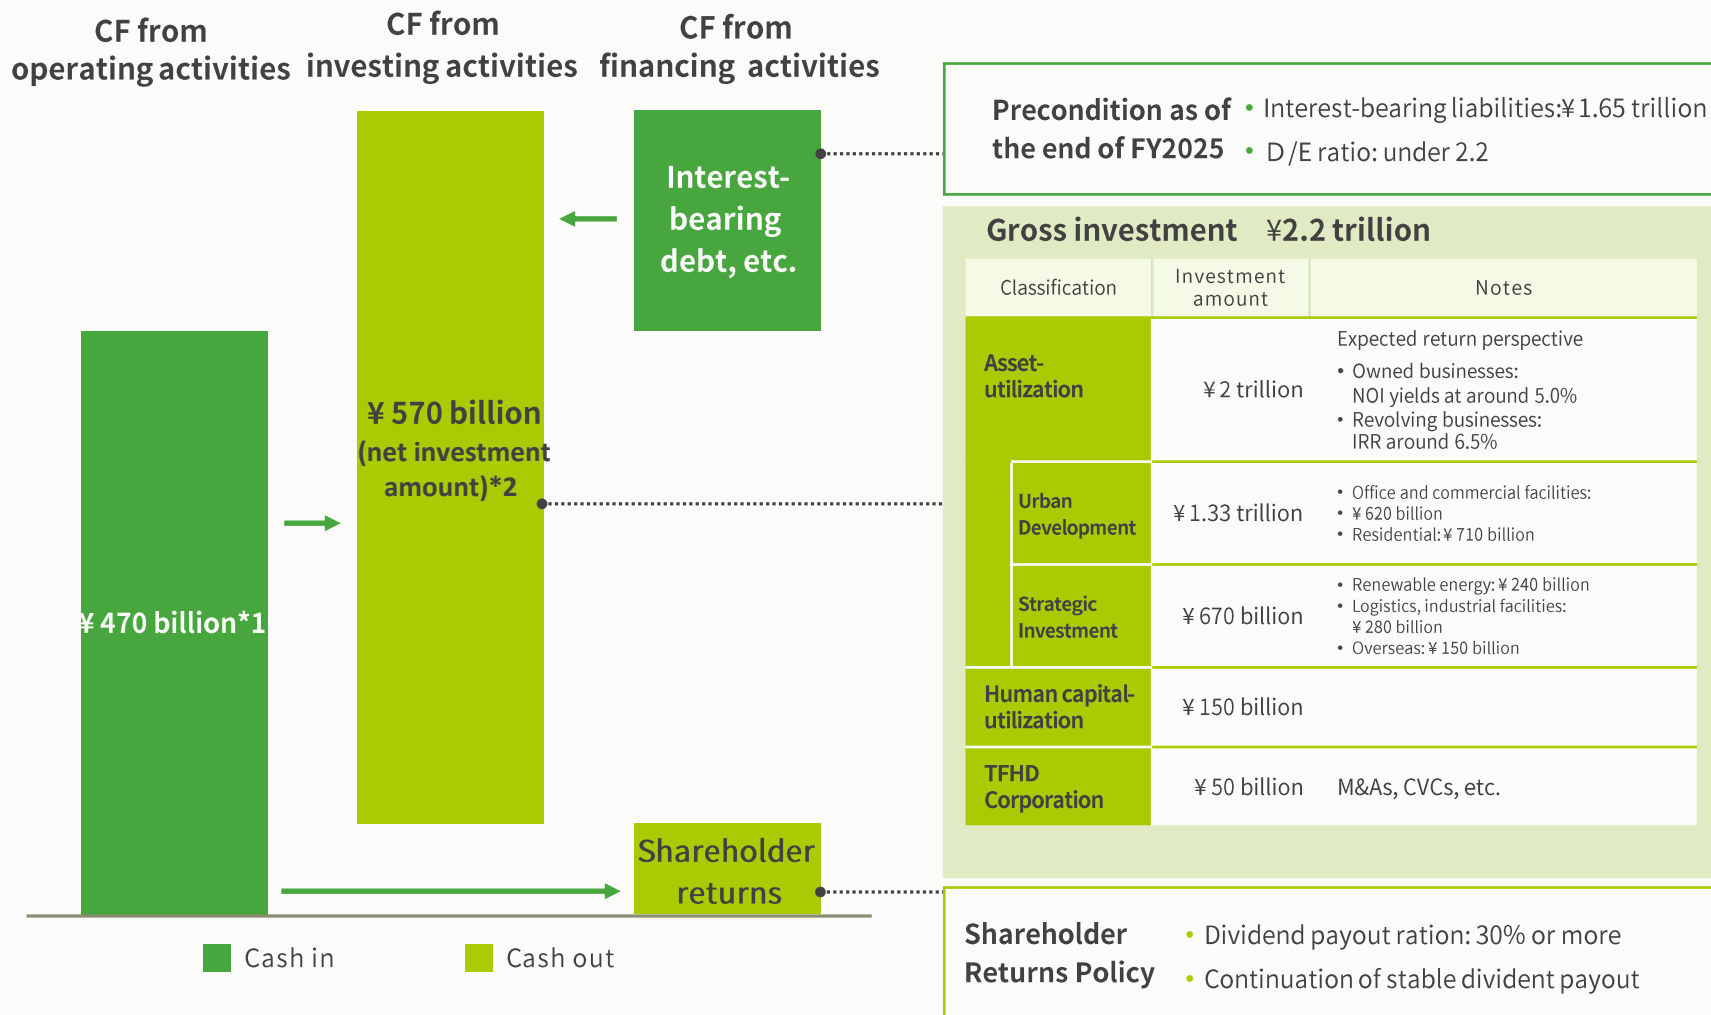 CF from
operating activities
CF from
investing activities
CF from
financing activities
Interest-
bearing
debt, etc.
¥ 570 billion
(net investment
amount)*2
¥ 470 billion*1
Shareholder
returns
Cash in
Cash out
Precondition as of
the end of FY2025
• Interest-bearing liabilities:¥ 1.65 trillion
• D/E ratio: under 2.2
Gross investment ¥2.2 trillion
Classification
Investment
amount
Notes
Asset-
utilization
¥ 2 trillion
Expected return perspective
• Owned businesses:
NOI yields at around 5.0%
• Revolving businesses:
IRR around 6.5%
Urban
Development
¥ 1.33 trillion
• Office and commercial facilities:
• ¥ 620 billion
• Residential: ¥ 710 billion
Strategic
Investment
¥ 670 billion
• Renewable energy: ¥ 240 billion
• Logistics, industrial facilities:
¥ 280 billion
• Overseas: ¥ 150 billion
Human capital-
utilization
¥ 150 billion
TFHD
Corporation
¥ 50 billion
M&As, CVCs, etc.
Shareholder
Returns Policy
• Dividend payout ration: 30% or more
• Continuation of stable divident payout